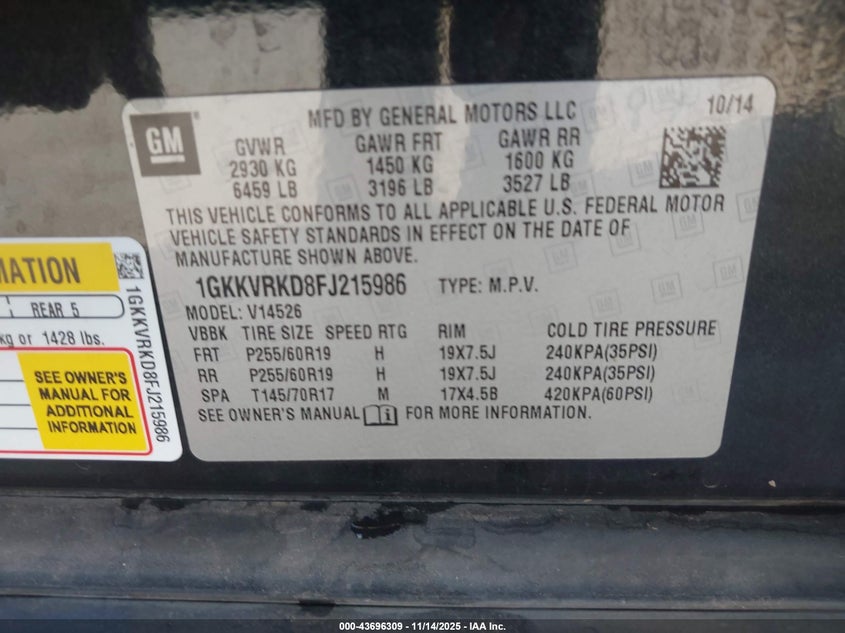 MFD BY GENERAL MOTORS LLC 10/14
GM
GVWR GAWR FRT GAWR RR
2930 KG 1450 KG 1600 KG
6459 LB 3196 LB 3527 LB
THIS VEHICLE CONFORMS TO ALL APPLICABLE U.S. FEDERAL MOTOR
VEHICLE SAFETY STANDARDS IN EFFECT ON THE DATE OF
MANUFACTURE SHOWN ABOVE.
1GKKVRKD8FJ215986 TYPE: M.P.V.
MODEL: V14526
VBBK TIRE SIZE SPEED RTG RIM COLD TIRE PRESSURE
FRT P255/60R19 H 19X7.5J 240KPA(35PSI)
RR P255/60R19 H 19X7.5J 240KPA(35PSI)
SPA T145/70R17 M 17X4.5B 420KPA(60PSI)
SEE OWNER'S MANUAL FOR MORE INFORMATION.
MATION
REAR 5
kg or 1428 lbs.
SEE OWNER'S
MANUAL FOR
ADDITIONAL
INFORMATION
1GKKVRKD8FJ215986
000-43696309 - 11/14/2025 - IAA Inc.